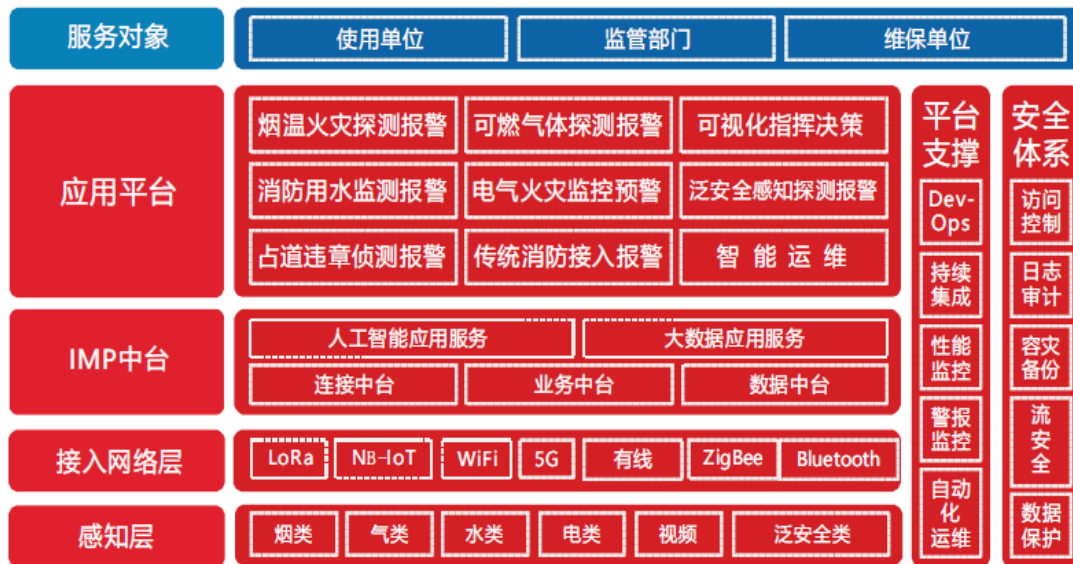 服务对象
使用单位
监管部门
维保单位
应用平台
烟温火灾探测报警
可燃气体探测报警
可视化指挥决策
消防用水监测报警
电气火灾监控预警
泛安全感知探测报警
占道违章侦测报警
传统消防接入报警
智能运维
IMP中台
人工智能应用服务
大数据应用服务
连接中台
业务中台
数据中台
接入网络层
LoRa
NB-IoT
WiFi
5G
有线
ZigBee
Bluetooth
感知层
烟类
气类
水类
电类
视频
泛安全类
平台
支撑
Dev-
Ops
持续
集成
性能
监控
警报
监控
自动
化
运维
安全
体系
访问
控制
日志
审计
容灾
备份
流
安
全
数据
保护